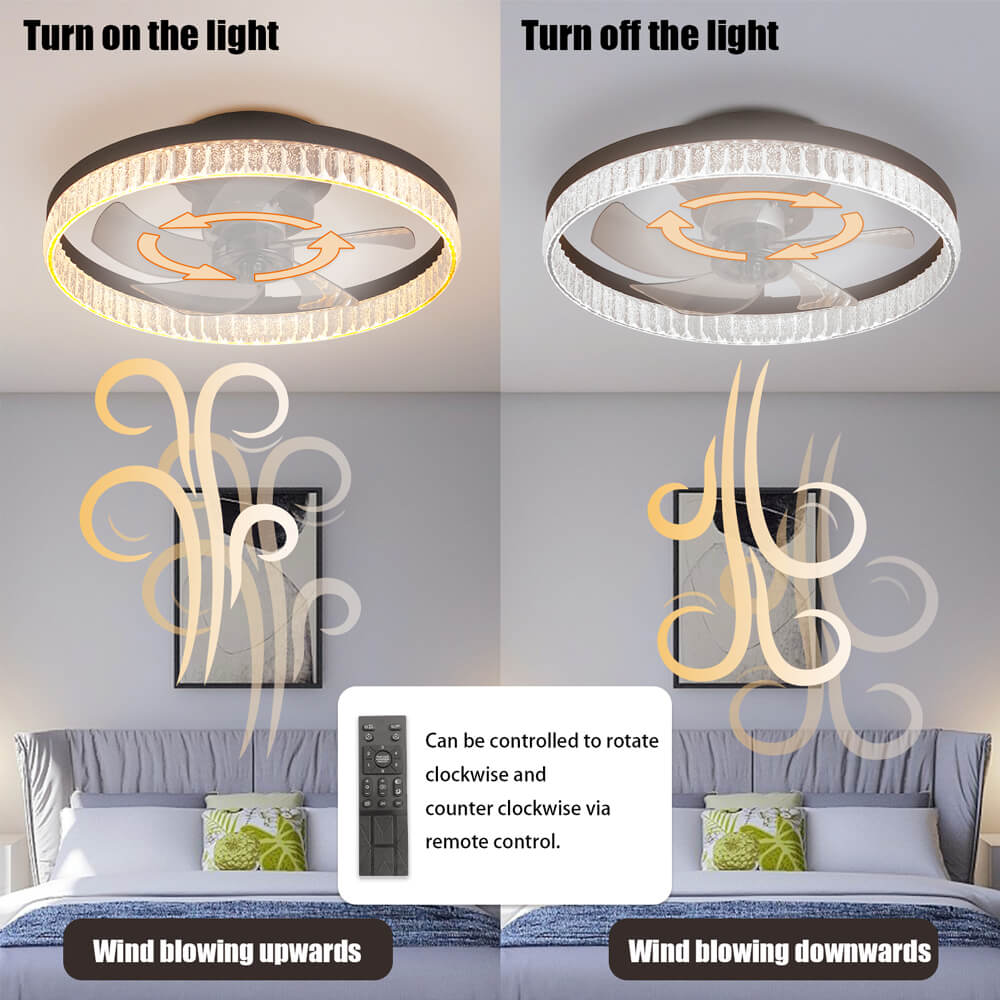 Turn on the light
Turn off the light
Can be controlled to rotate
clockwise and
counter clockwise via
remote control.
Wind blowing upwards
Wind blowing downwards